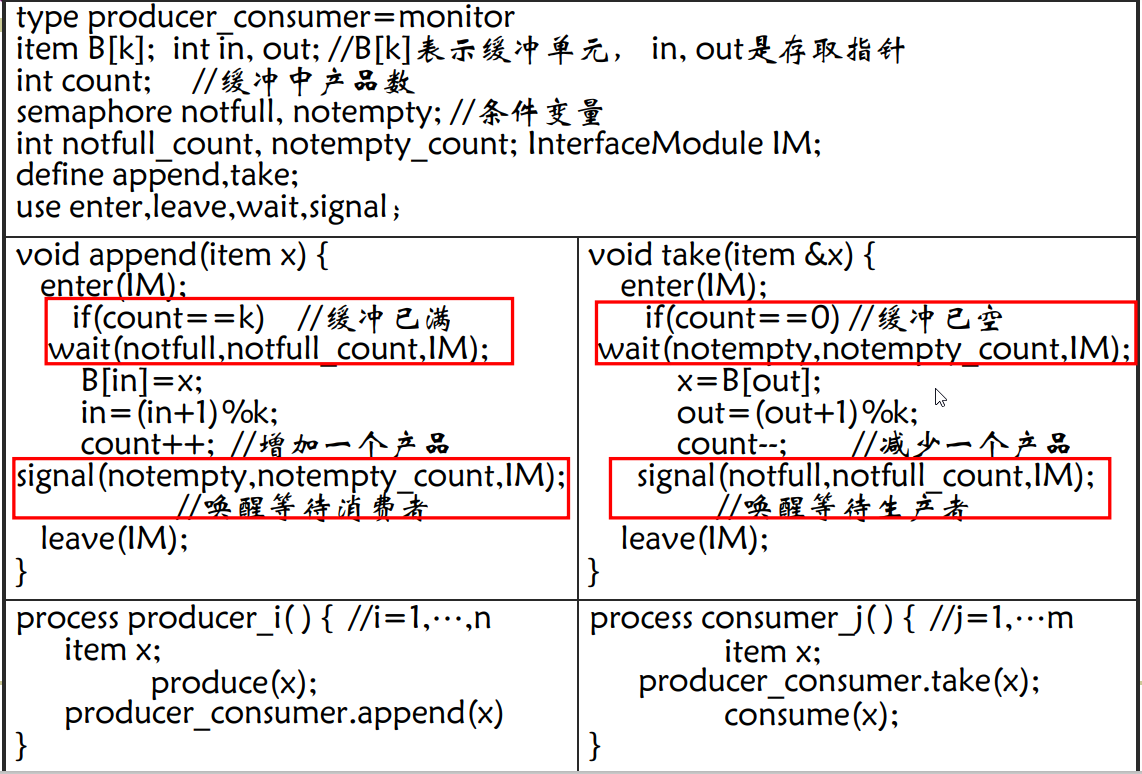 type producer_consumer=monitor
item B[k];  int in, out; //B[k]表示缓冲单元， in, out是存取指针
int count;    //缓冲中产品数
semaphore notfull, notempty; //条件变量
int notfull_count, notempty_count; InterfaceModule IM;
define append,take;
use enter,leave,wait,signal；
void append(item x) {
enter(IM);
if(count==k)   //缓冲已满
wait(notfull,notfull_count,IM);
B[in]=x;
in=(in+1)%k;
count++;  //增加一个产品
signal(notempty,notempty_count,IM);
//唤醒等待消费者
leave(IM);
}
void take(item &x) {
enter(IM);
if(count==0) //缓冲已空
wait(notempty,notempty_count,IM);
x=B[out];
out=(out+1)%k;
count--;       //减少一个产品
signal(notfull,notfull_count,IM);
//唤醒等待生产者
leave(IM);
}
process producer_i( ) {  //i=1,⋯,n
item x;
produce(x);
producer_consumer.append(x)
}
process consumer_j( ) {  //j=1,⋯m
item x;
producer_consumer.take(x);
consume(x);
}